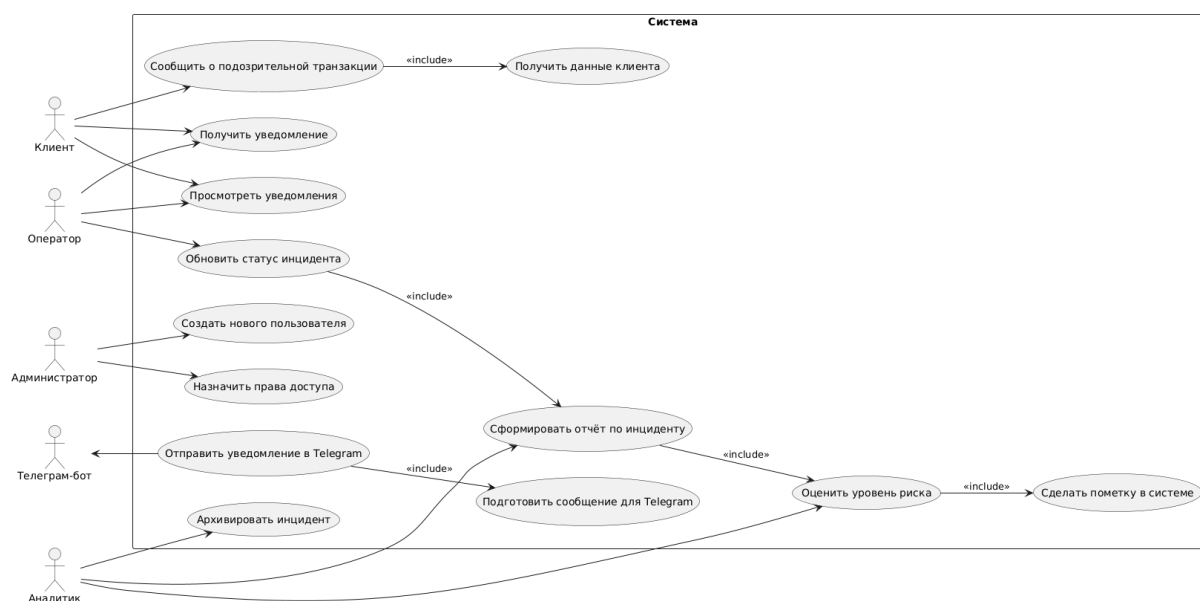 Система
Сообщить о подозрительной транзакции
«include»
Получить данные клиента
Клиент
Получить уведомление
Просмотреть уведомления
Оператор
Обновить статус инцидента
«include»
Создать нового пользователя
Администратор
Назначить права доступа
Сформировать отчёт по инциденту
Телеграм-бот
Отправить уведомление в Telegram
«include»
«include»
Подготовить сообщение для Telegram
Оценить уровень риска
«include»
Сделать пометку в системе
Архивировать инцидент
Аналитик